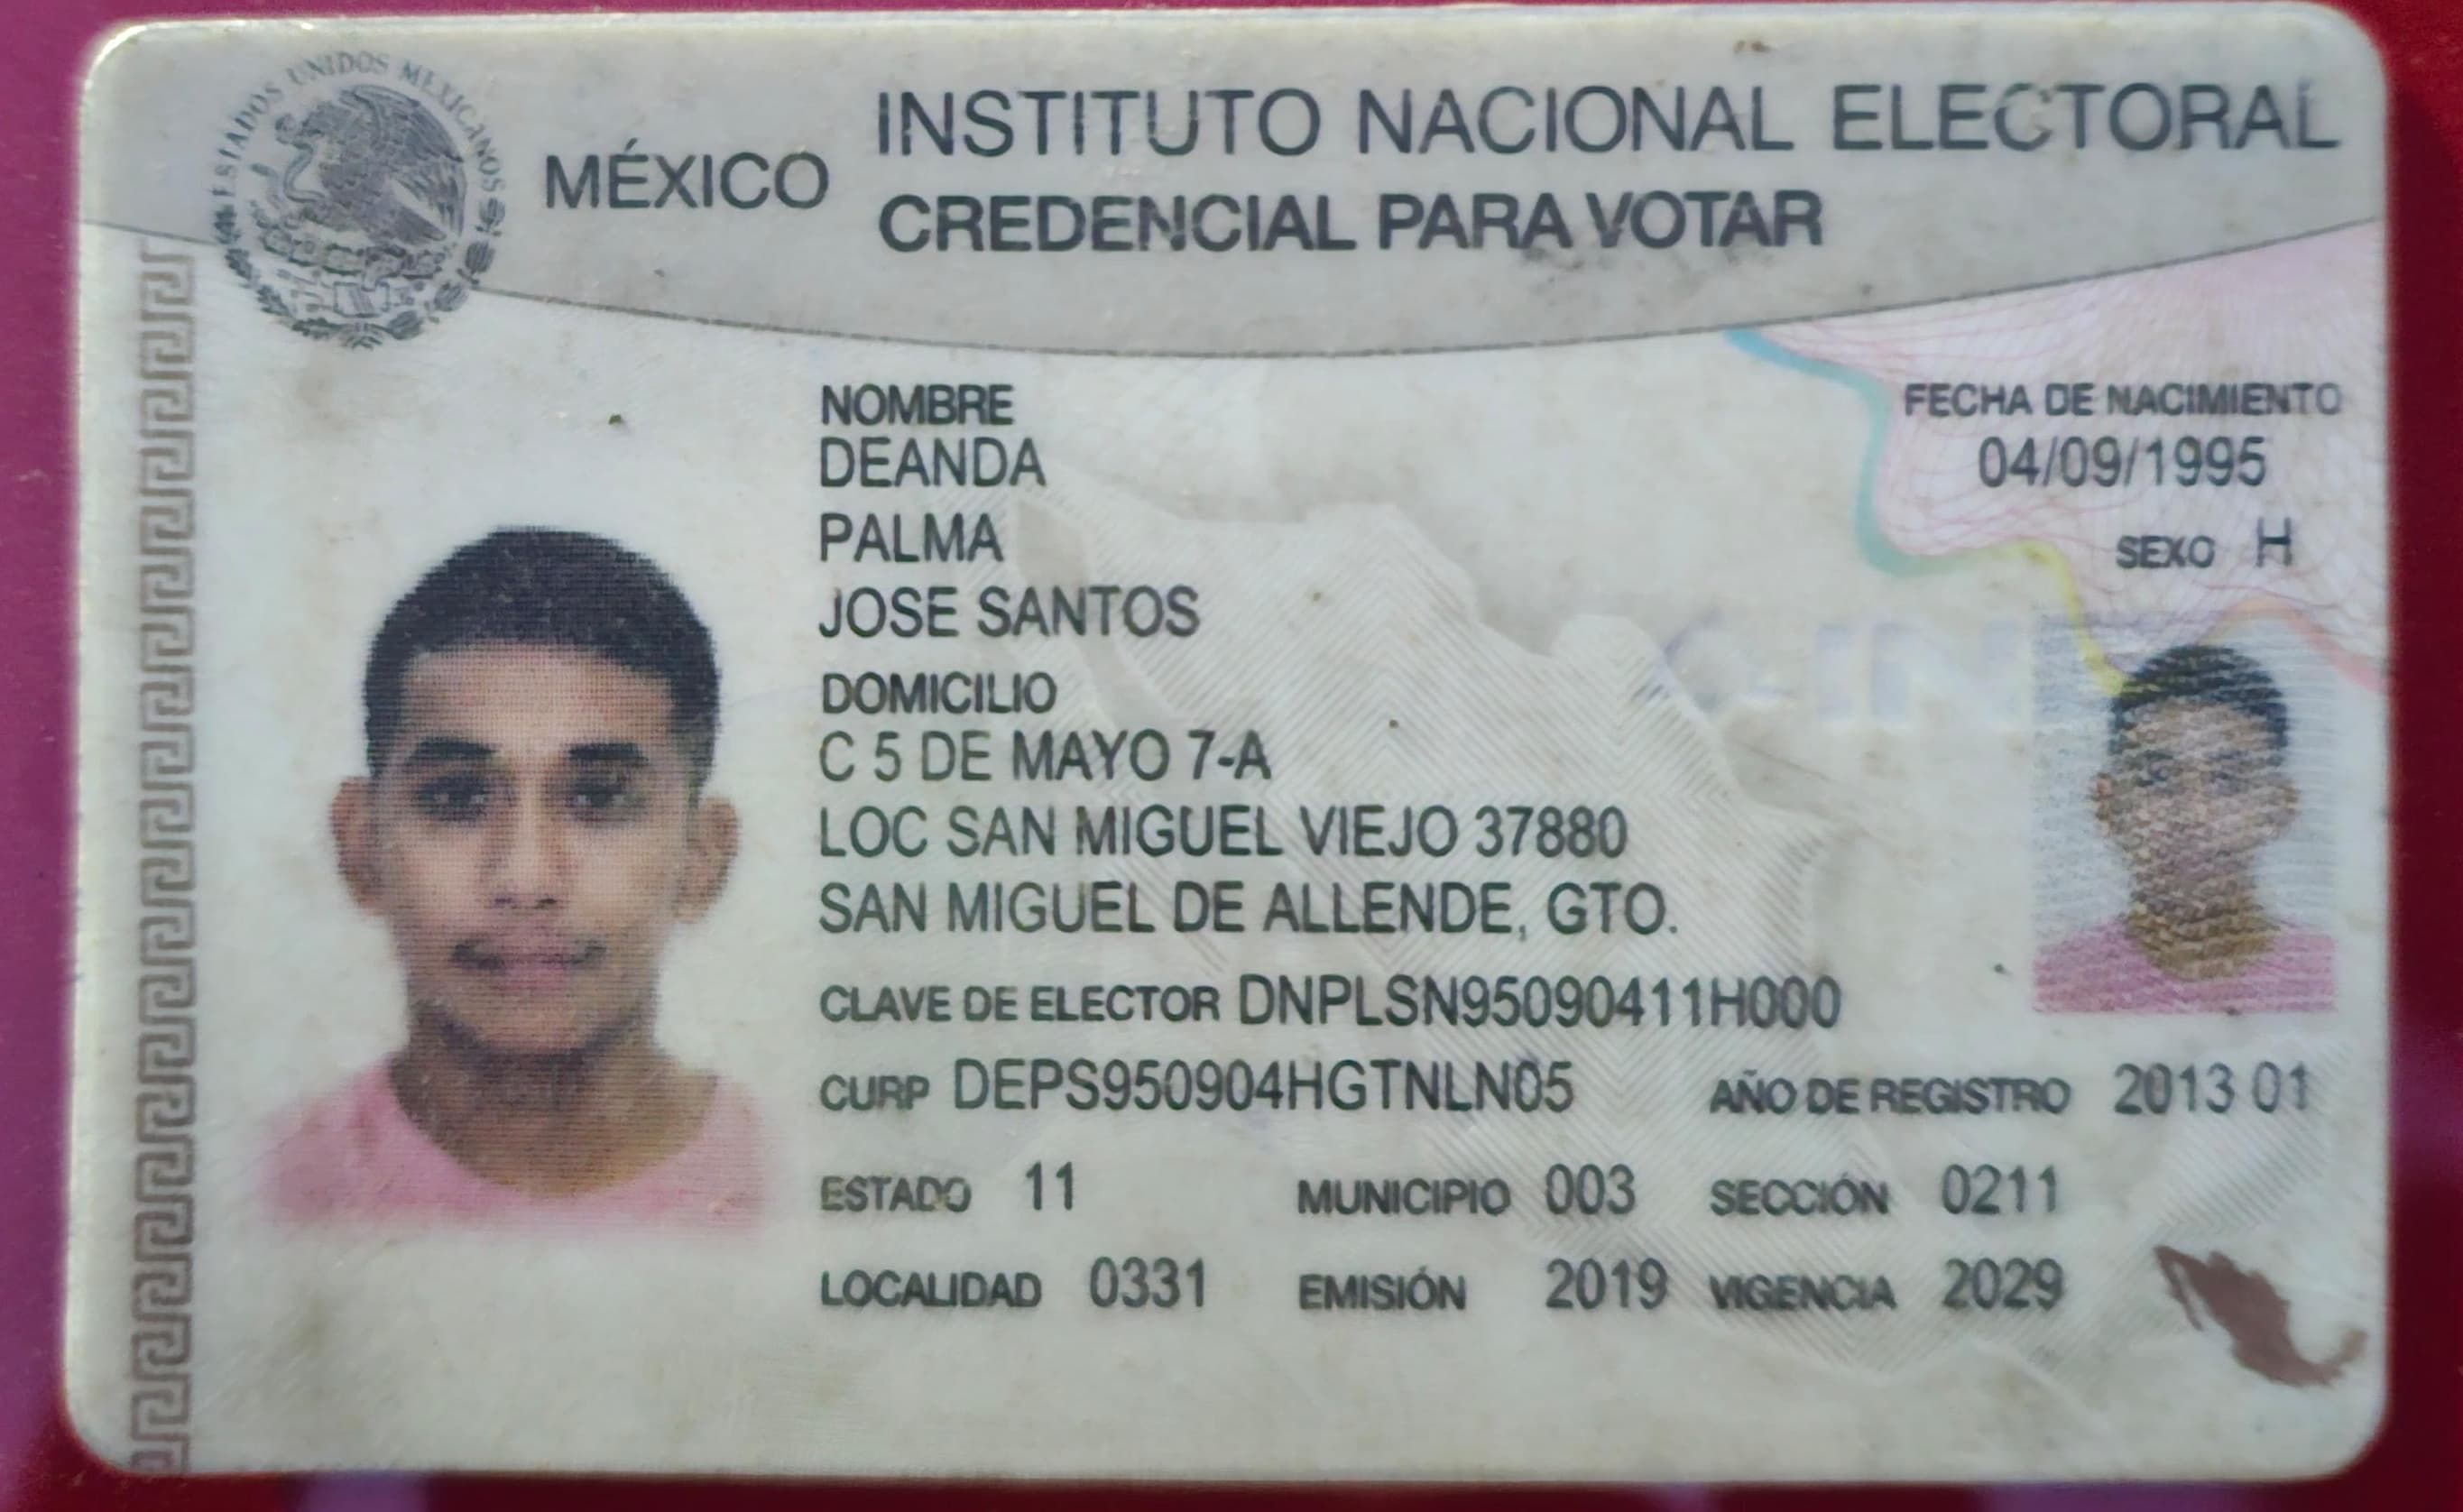 ESTADOS UNIDOS MEXICANOS
MÉXICO
INSTITUTO NACIONAL ELECTORAL
CREDENCIAL PARA VOTAR
NOMBRE
DEANDA
PALMA
JOSE SANTOS
FECHA DE NACIMIENTO
04/09/1995
SEXO H
DOMICILIO
C 5 DE MAYO 7-A
LOC SAN MIGUEL VIEJO 37880
SAN MIGUEL DE ALLENDE, GTO.
CLAVE DE ELECTOR DNPLSN95090411H000
CURP DEPS950904HGTNLN05 AÑO DE REGISTRO 2013 01
ESTADO 11 MUNICIPIO 003 SECCIÓN 0211
LOCALIDAD 0331 EMISIÓN 2019 VIGENCIA 2029